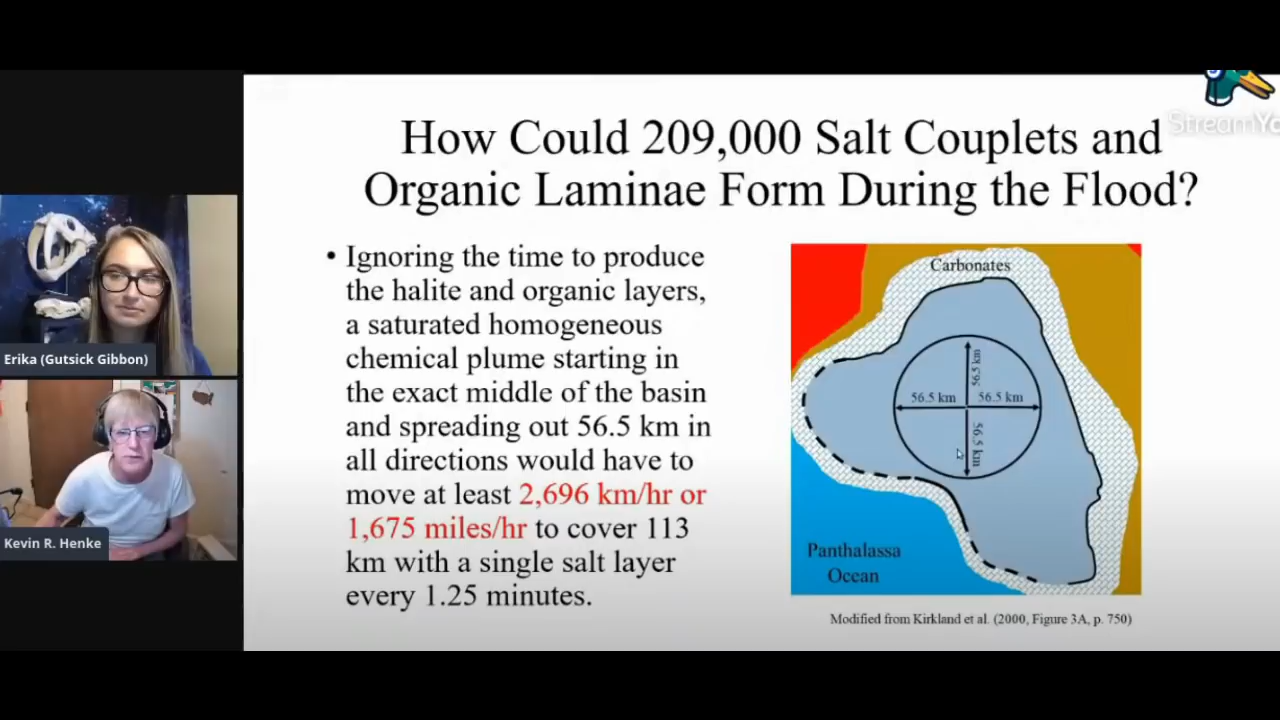 How Could 209,000 Salt Couplets and
Organic Laminae Form During the Flood?
• Ignoring the time to produce
the halite and organic layers,
a saturated homogeneous
chemical plume starting in
the exact middle of the basin
and spreading out 56.5 km in
all directions would have to
move at least 2,696 km/hr or
1,675 miles/hr to cover 113
km with a single salt layer
every 1.25 minutes.
Carbonates
56.5 km
56.5 km 56.5 km
56.5 km
Panthalassa
Ocean
Modified from Kirkland et al. (2000, Figure 3A, p. 750)
Erika (Gutsick Gibbon)
Kevin R. Henke
StreamYa